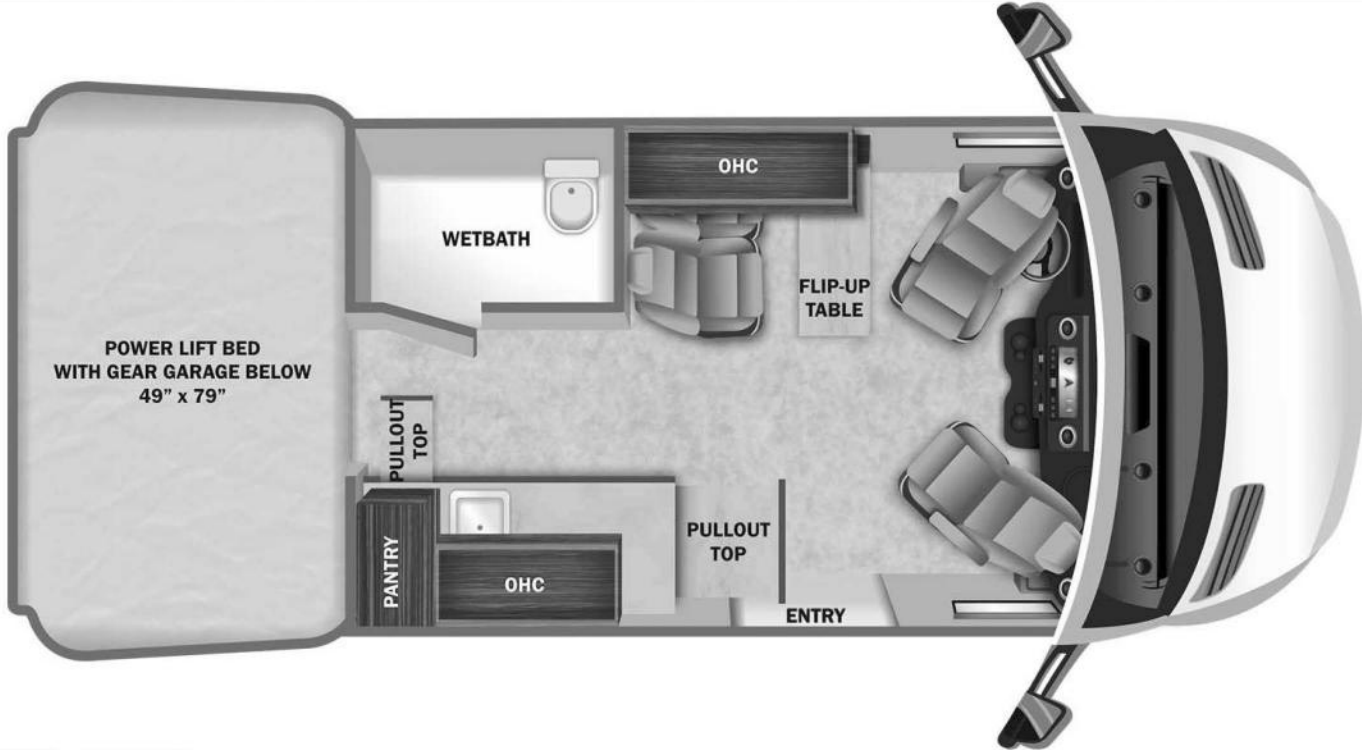 OHC
WETBATH
FLIP-UP
TABLE
POWER LIFT BED
WITH GEAR GARAGE BELOW
49” x 79”
PULLOUT
TOP
PANTRY
OHC
PULLOUT
TOP
ENTRY